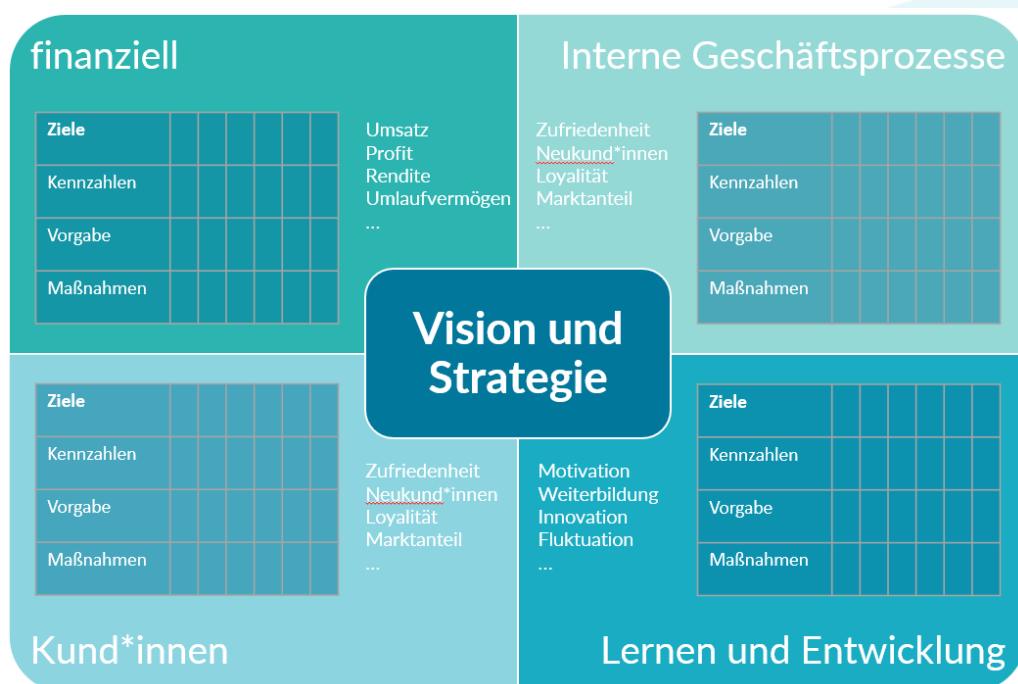 finanziell
Ziele
Kennzahlen
Vorgabe
Maßnahmen
Umsatz
Profit
Rendite
Umlaufvermögen
...
Interne Geschäftsprozesse
Zufriedenheit
Neukund*innen
Loyalität
Marktanteil
...
Ziele
Kennzahlen
Vorgabe
Maßnahmen
Vision und
Strategie
Ziele
Kennzahlen
Vorgabe
Maßnahmen
Zufriedenheit
Neukund*innen
Loyalität
Marktanteil
...
Kund*innen
Motivation
Weiterbildung
Innovation
Fluktuation
...
Ziele
Kennzahlen
Vorgabe
Maßnahmen
Lernen und Entwicklung